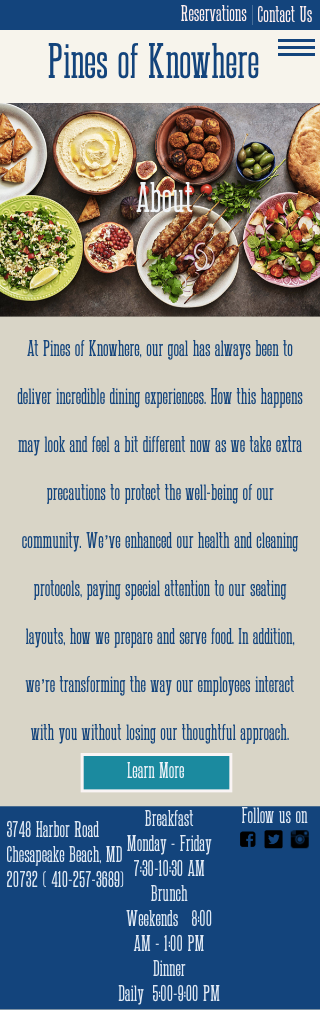 Reservations Contact Us
Pines of Knowhere
About
At Pines of Knowhere, our goal has always been to
deliver incredible dining experiences. How this happens
may look and feel a bit different now as we take extra
precautions to protect the well-being of our
community. We've enhanced our health and cleaning
protocols, paying special attention to our seating
layouts, how we prepare and serve food. In addition,
we're transforming the way our employees interact
with you without losing our thoughtful approach.
Learn More
3748 Harbor Road
Chesapeake Beach, MD
20732 ( 410-257-3689)
Breakfast
Monday - Friday
7:30-10:30 AM
Brunch
Weekends 8:00
AM - 1:00 PM
Dinner
Daily 5:00-9:00 PM
Follow us on